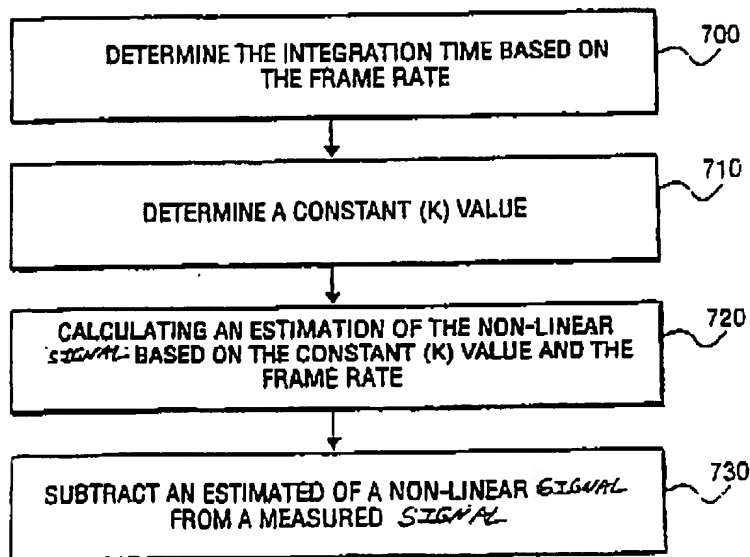 DETERMINE THE INTEGRATION TIME BASED ON
THE FRAME RATE
700
DETERMINE A CONSTANT (K) VALUE
710
CALCULATING AN ESTIMATION OF THE NON-LINEAR
SIGNAL BASED ON THE CONSTANT (K) VALUE AND THE
FRAME RATE
720
SUBTRACT AN ESTIMATED OF A NON-LINEAR SIGNAL
FROM A MEASURED SIGNAL
730